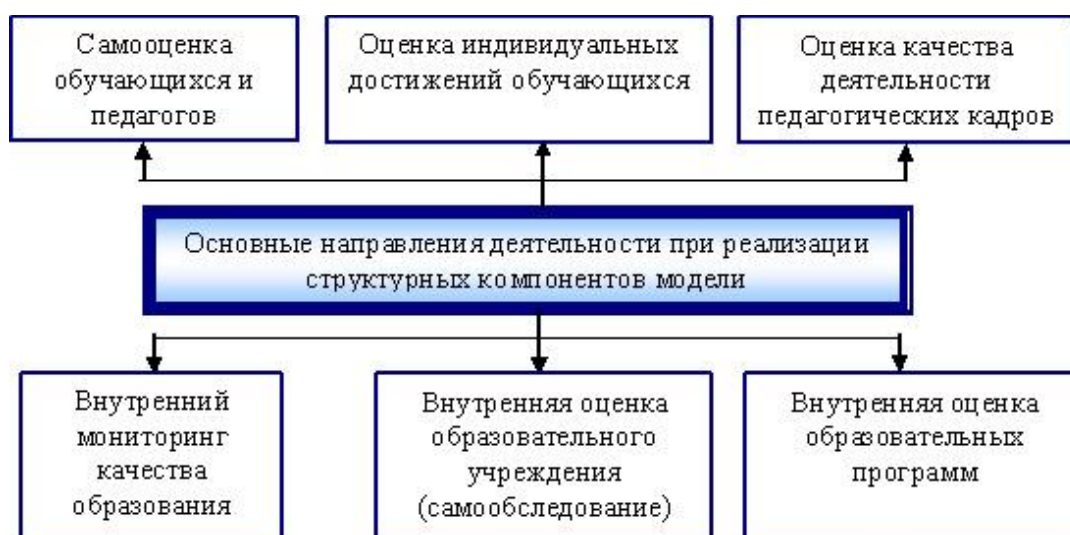 Самооценка
обучающихся и
педагогов
Оценка индивидуальных
достижений обучающихся
Оценка качества
деятельности
педагогических кадров
Основные направления деятельности при реализации
структурных компонентов модели
Внутренний
мониторинг
качества
образования
Внутренняя оценка
образовательного
учреждения
(самообследование)
Внутренняя оценка
образовательных
программ